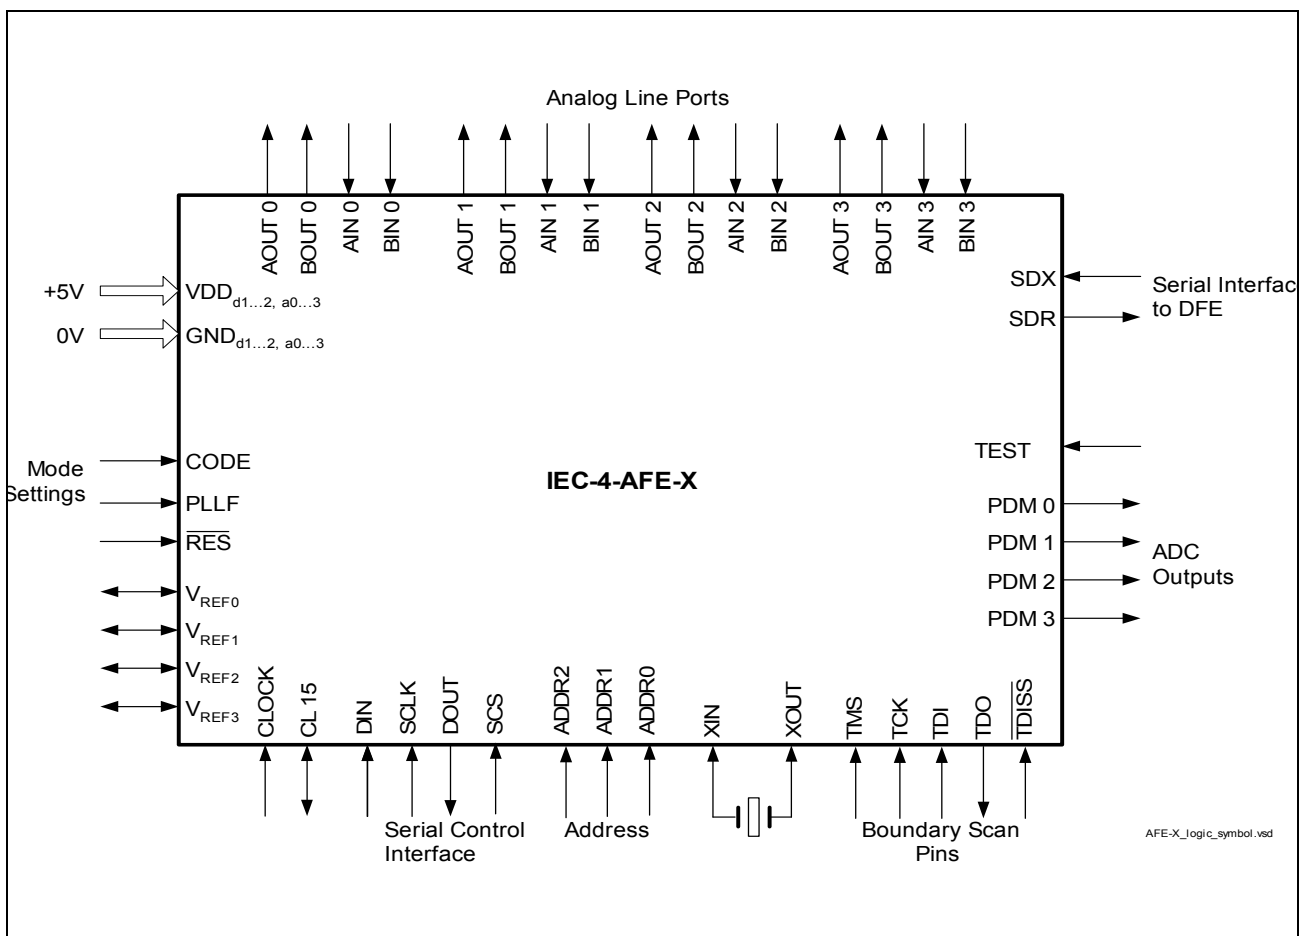 Analog Line Ports
AOUT 0
BOUT 0
AIN 0
BIN 0
AOUT 1
BOUT 1
AIN 1
BIN 1
AOUT 2
BOUT 2
AIN 2
BIN 2
AOUT 3
BOUT 3
AIN 3
BIN 3
+5V
VDD d1...2, a0...3
0V
GND d1...2, a0...3
SDX
SDR
Serial Interfac
to DFE
Mode
Settings
CODE
PLLF
RES
IEC-4-AFE-X
TEST
PDM 0
PDM 1
PDM 2
PDM 3
ADC
Outputs
VREF0
VREF1
VREF2
VREF3
CLOCK
CL 15
DIN
SCLK
DOUT
SCS
ADDR2
ADDR1
ADDR0
XIN
XOUT
TMS
TCK
TDI
TDO
TDISS
Serial Control
Interface
Address
Boundary Scan
Pins
AFE-X_logic_symbol.vsd